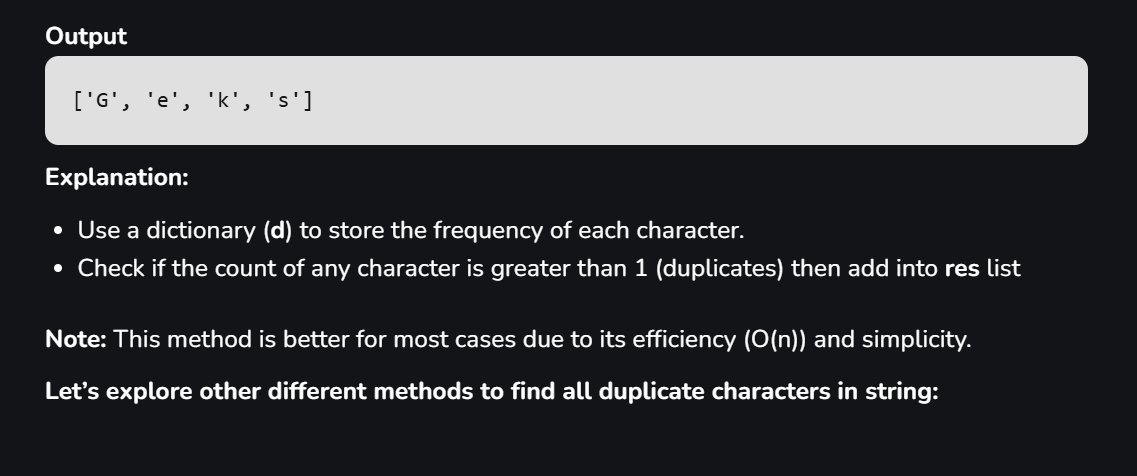 Output
['G', 'e', 'k', 's']
Explanation:
• Use a dictionary (d) to store the frequency of each character.
• Check if the count of any character is greater than 1 (duplicates) then add into res list
Note: This method is better for most cases due to its efficiency (O(n)) and simplicity.
Let’s explore other different methods to find all duplicate characters in string: